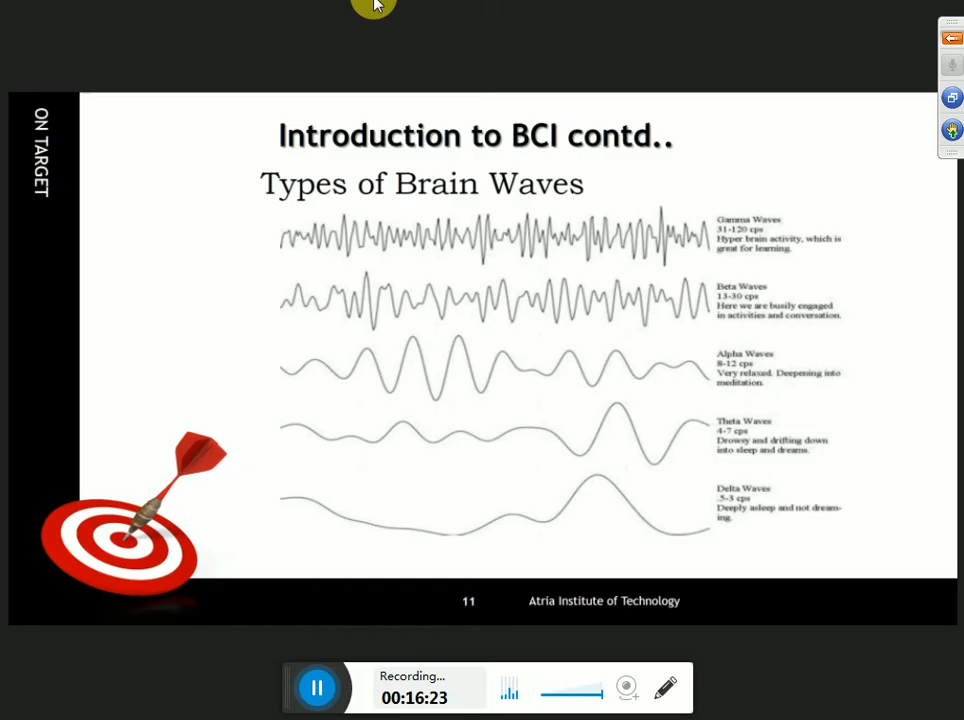 ON TARGET
Introduction to BCI contd..
Types of Brain Waves
Gamma Waves
31-120 cps
Hyper brain activity, which is
great for learning.
Beta Waves
13-30 cps
Here we are busily engaged
in activities and conversation.
Alpha Waves
8-12 cps
Very relaxed. Deepening into
meditation.
Theta Waves
4-7 cps
Drowsy and drifting down
into sleep and dreams.
Delta Waves
.5-3 cps
Deeply asleep and not dream-
ing.
11
Atria Institute of Technology
Recording...
00:16:23